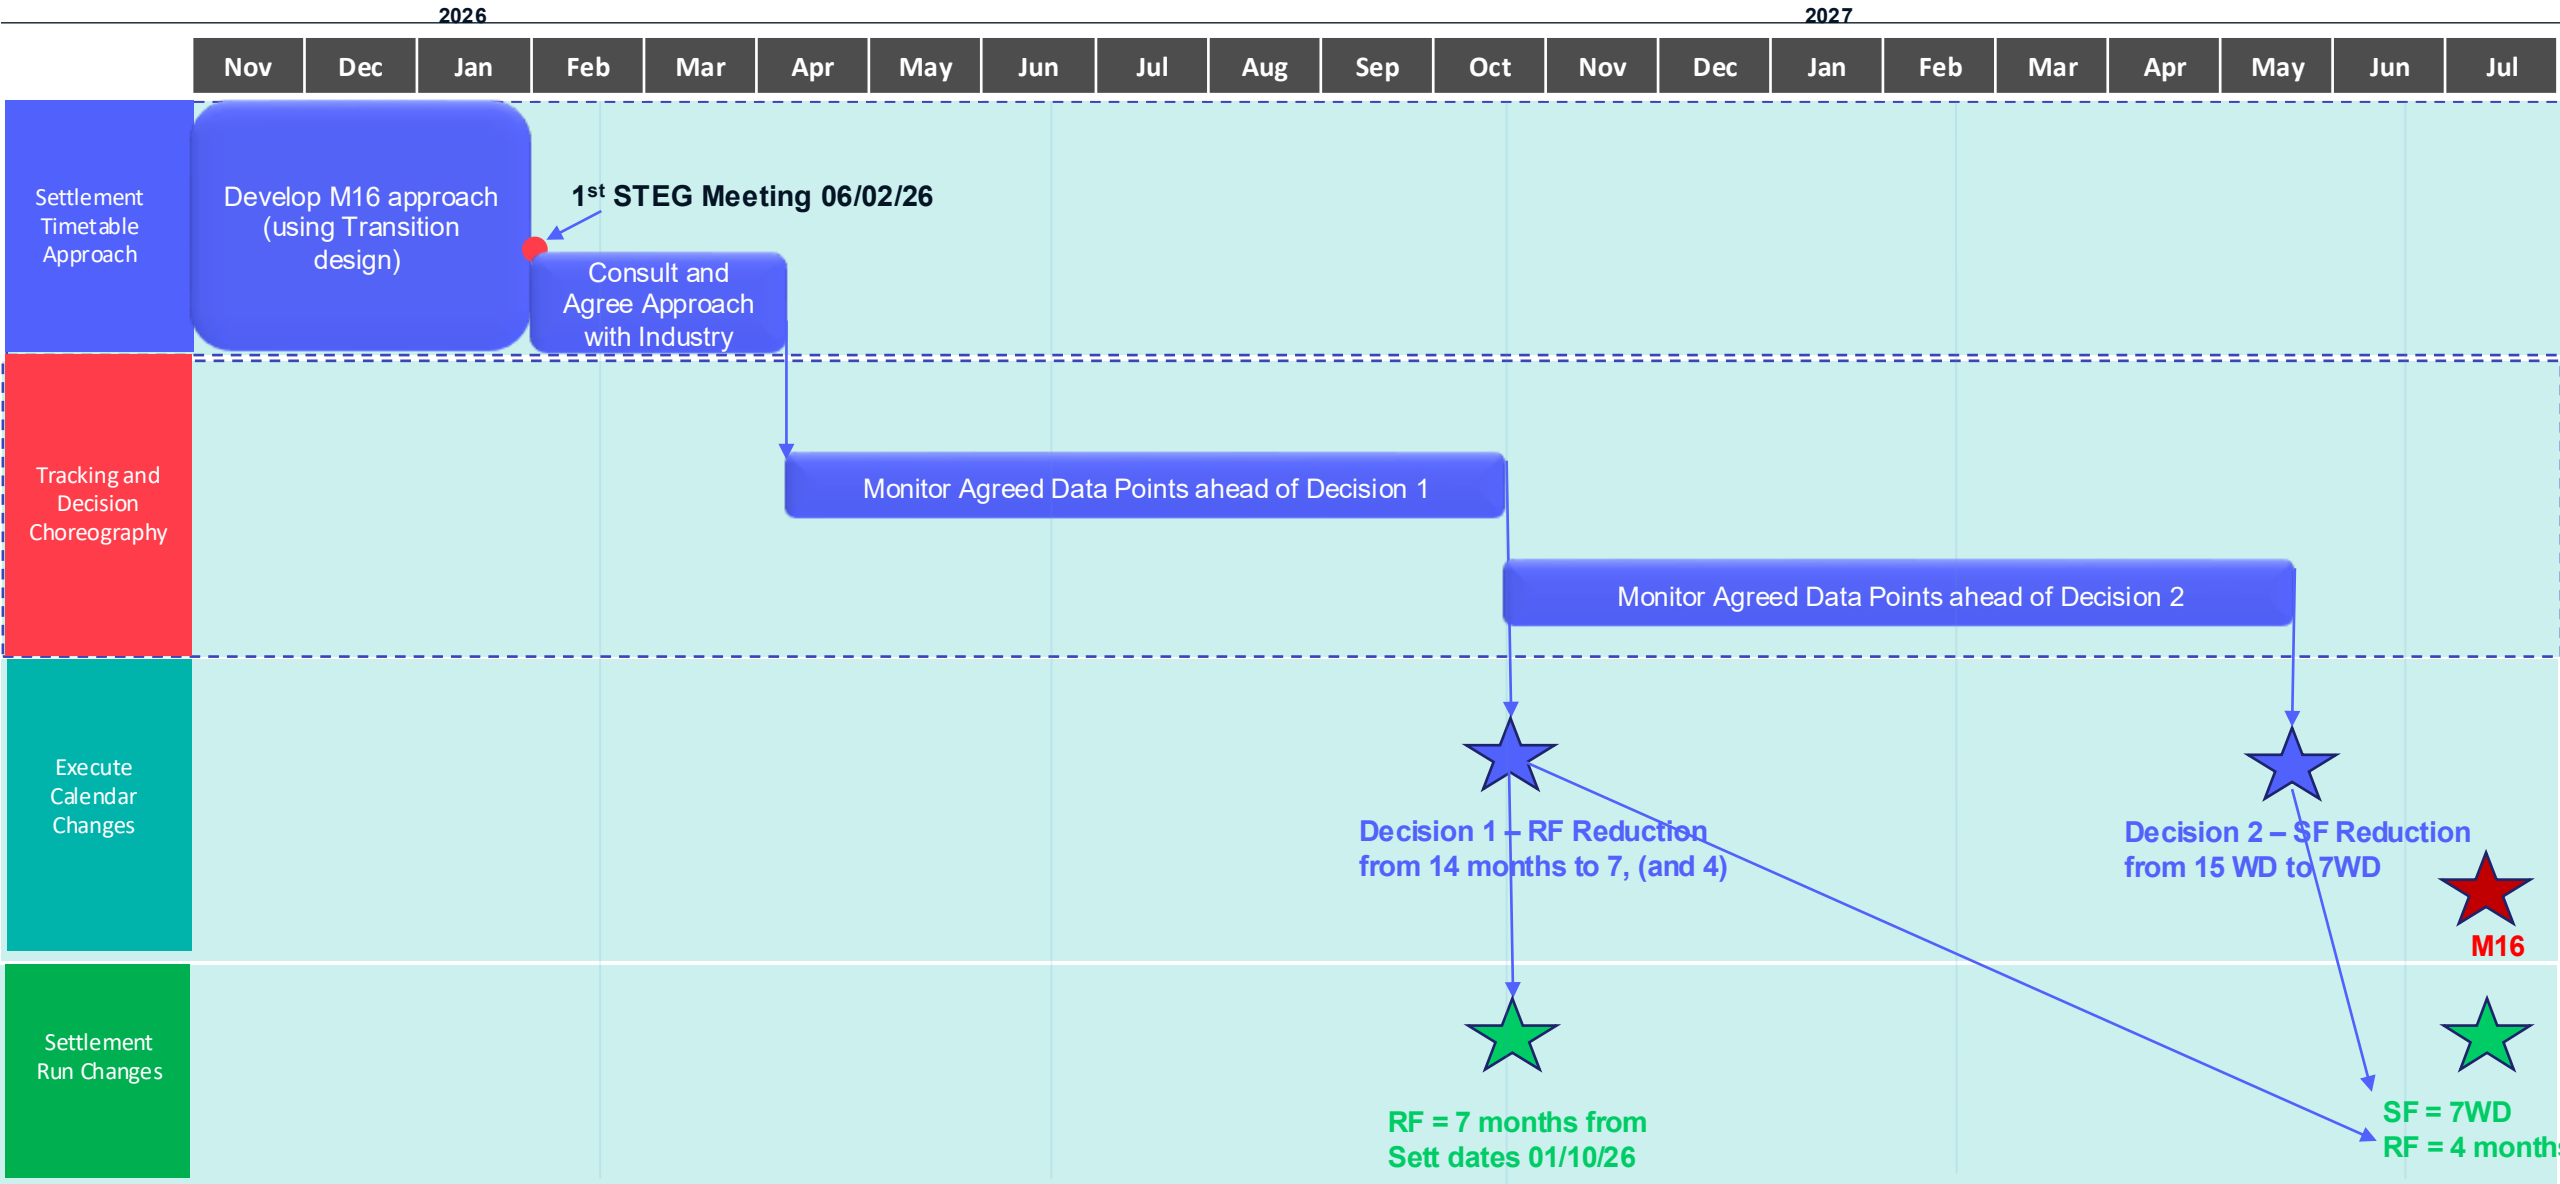 2026
2027
Nov Dec Jan Feb Mar Apr May Jun Jul Aug Sep Oct Nov Dec Jan Feb Mar Apr May Jun Jul
Settlement
Timetable
Approach
Develop M16 approach
(using Transition
design)
1st STEG Meeting 06/02/26
Consult and
Agree Approach
with Industry
Tracking and
Decision
Choreography
Monitor Agreed Data Points ahead of Decision 1
Monitor Agreed Data Points ahead of Decision 2
Execute
Calendar
Changes
Decision 1 – RF Reduction
from 14 months to 7, (and 4)
Decision 2 – SF Reduction
from 15 WD to 7WD
M16
Settlement
Run Changes
RF = 7 months from
Sett dates 01/10/26
SF = 7WD
RF = 4 months